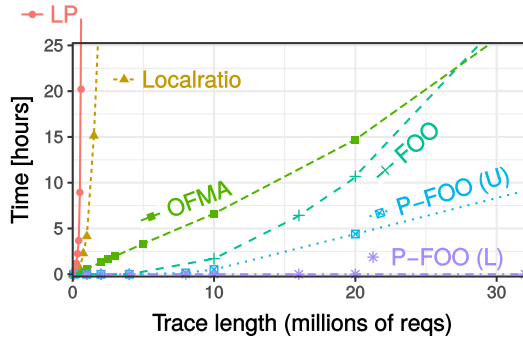 LP
25
Localratio
20
Time [hours]
15
FOO
OFMA
10
P-FOO (U)
5
P-FOO (L)
0
0 10 20 30
Trace length (millions of reqs)